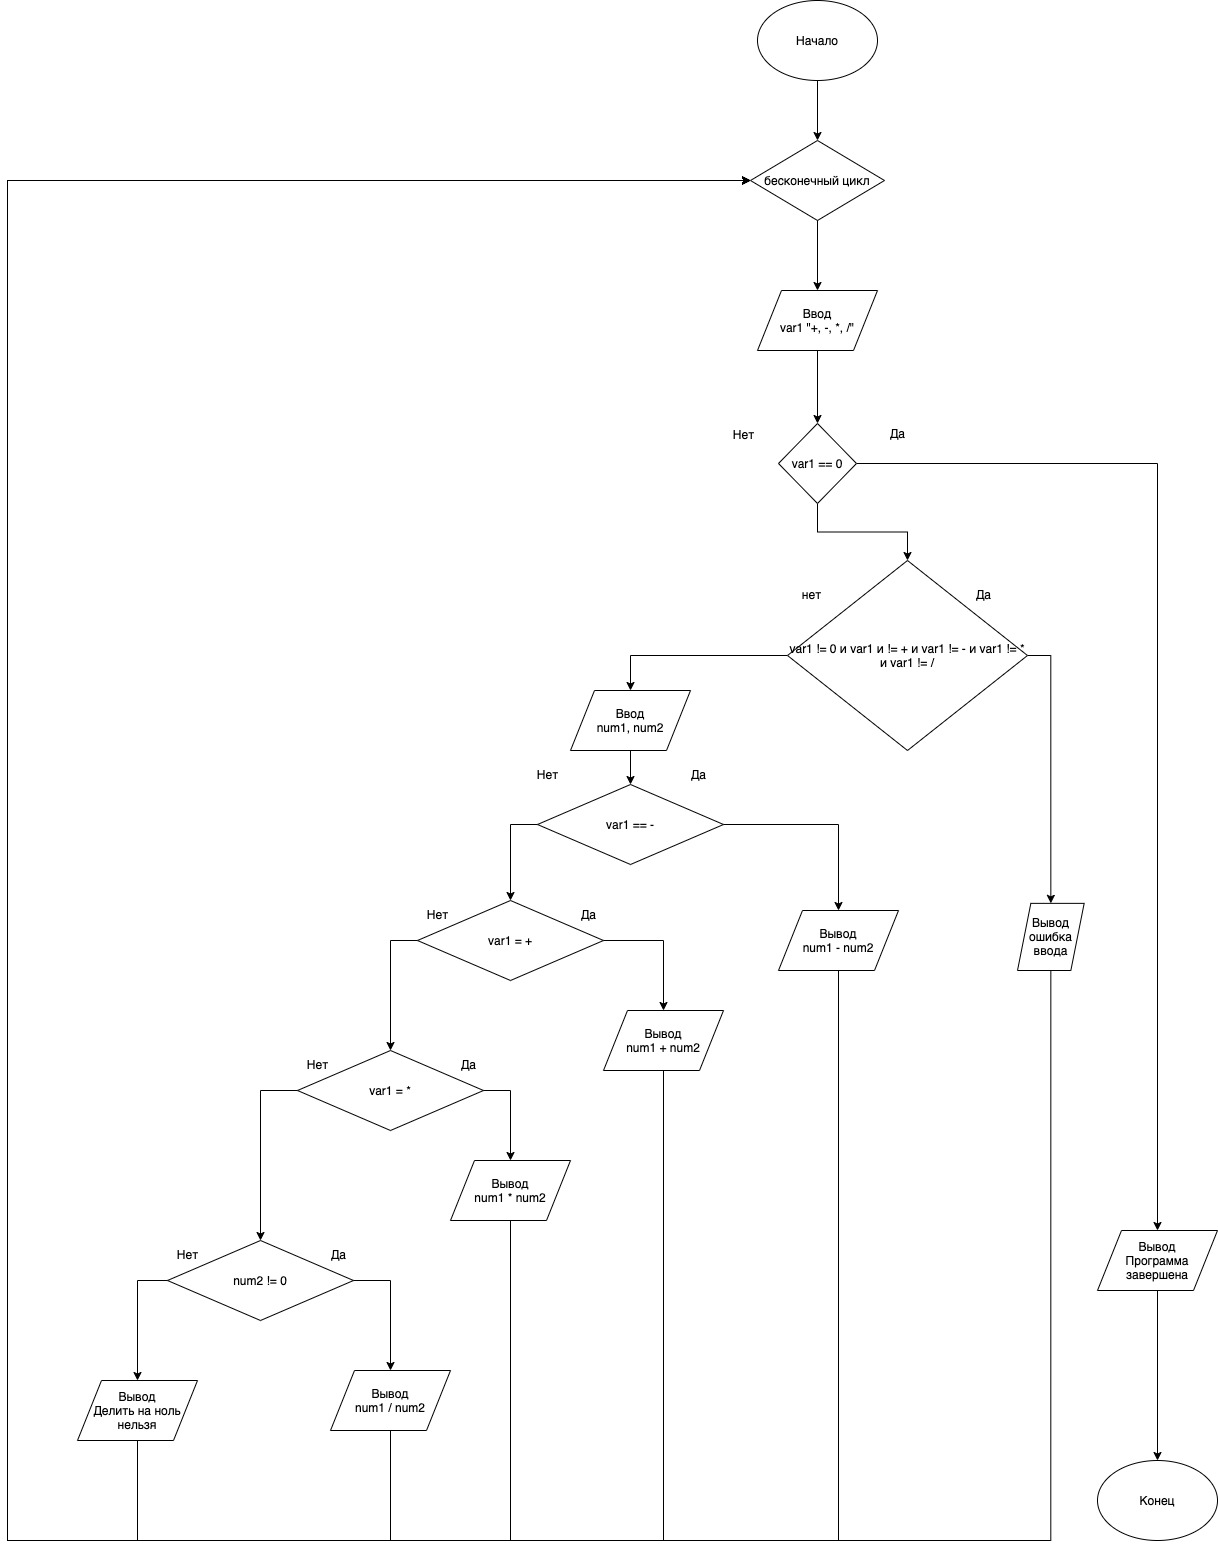 Начало
бесконечный цикл
Ввод
var1 "+, -, *, /"
Нет
Да
var1 == 0
нет
Да
var1 != 0 и var1 и != + и var1 != - и var1 != *
и var1 != /
Ввод
num1, num2
Нет
Да
var1 == -
Нет
Да
var1 = +
Вывод
num1 - num2
Вывод
ошибка
ввода
Вывод
num1 + num2
Нет
Да
var1 = *
Вывод
num1 * num2
Нет
Да
num2 != 0
Вывод
Программа
завершена
Вывод
Делить на ноль
нельзя
Вывод
num1 / num2
Конец